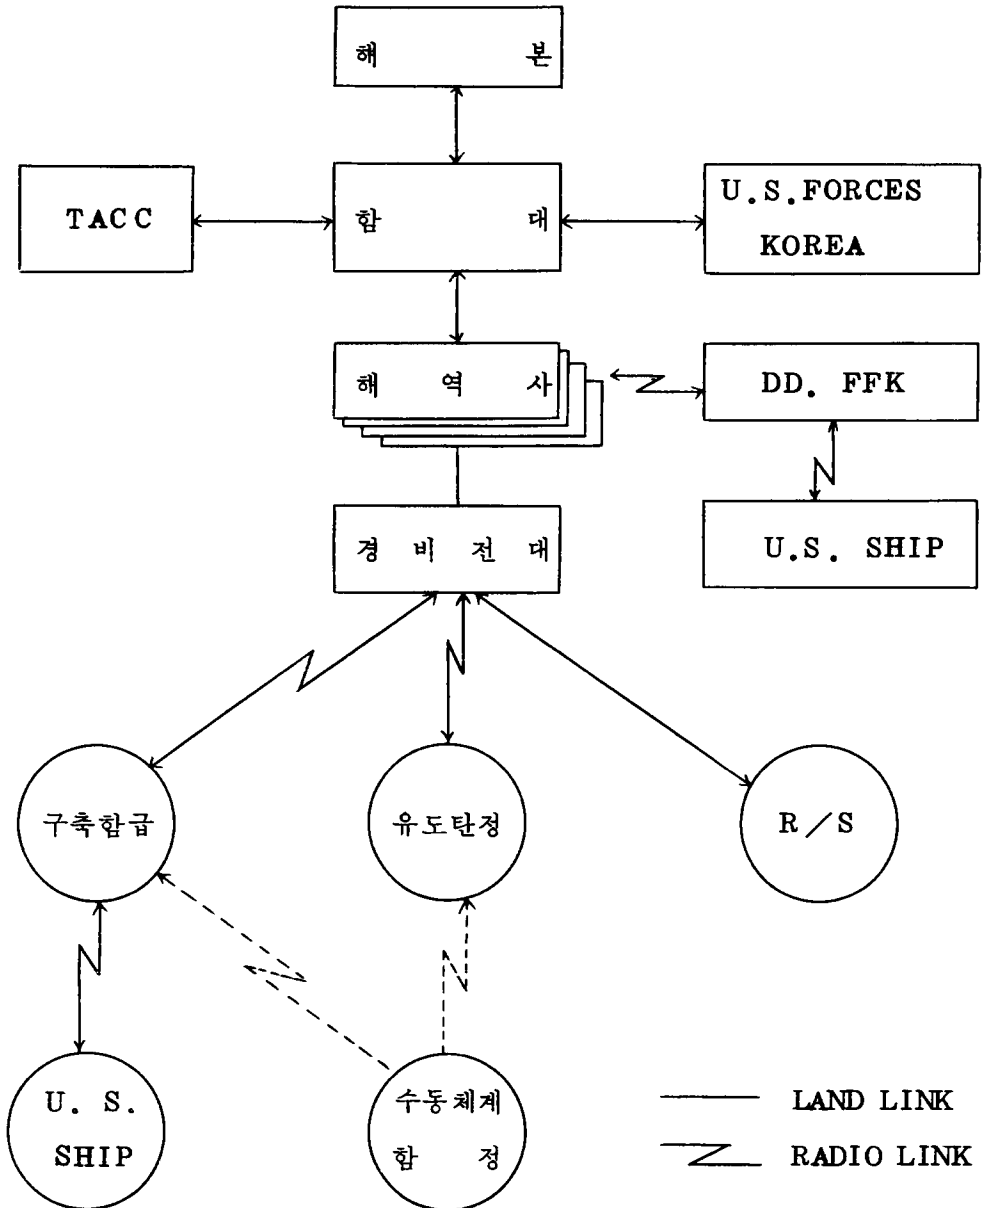 해 본
TACC
함 대
U.S.FORCES
KOREA
해 역 사
DD. FFK
경 비 전 대
U.S. SHIP
구축함급
유도탄정
R/S
U. S.
SHIP
수동체계
함 정
LAND LINK
RADIO LINK